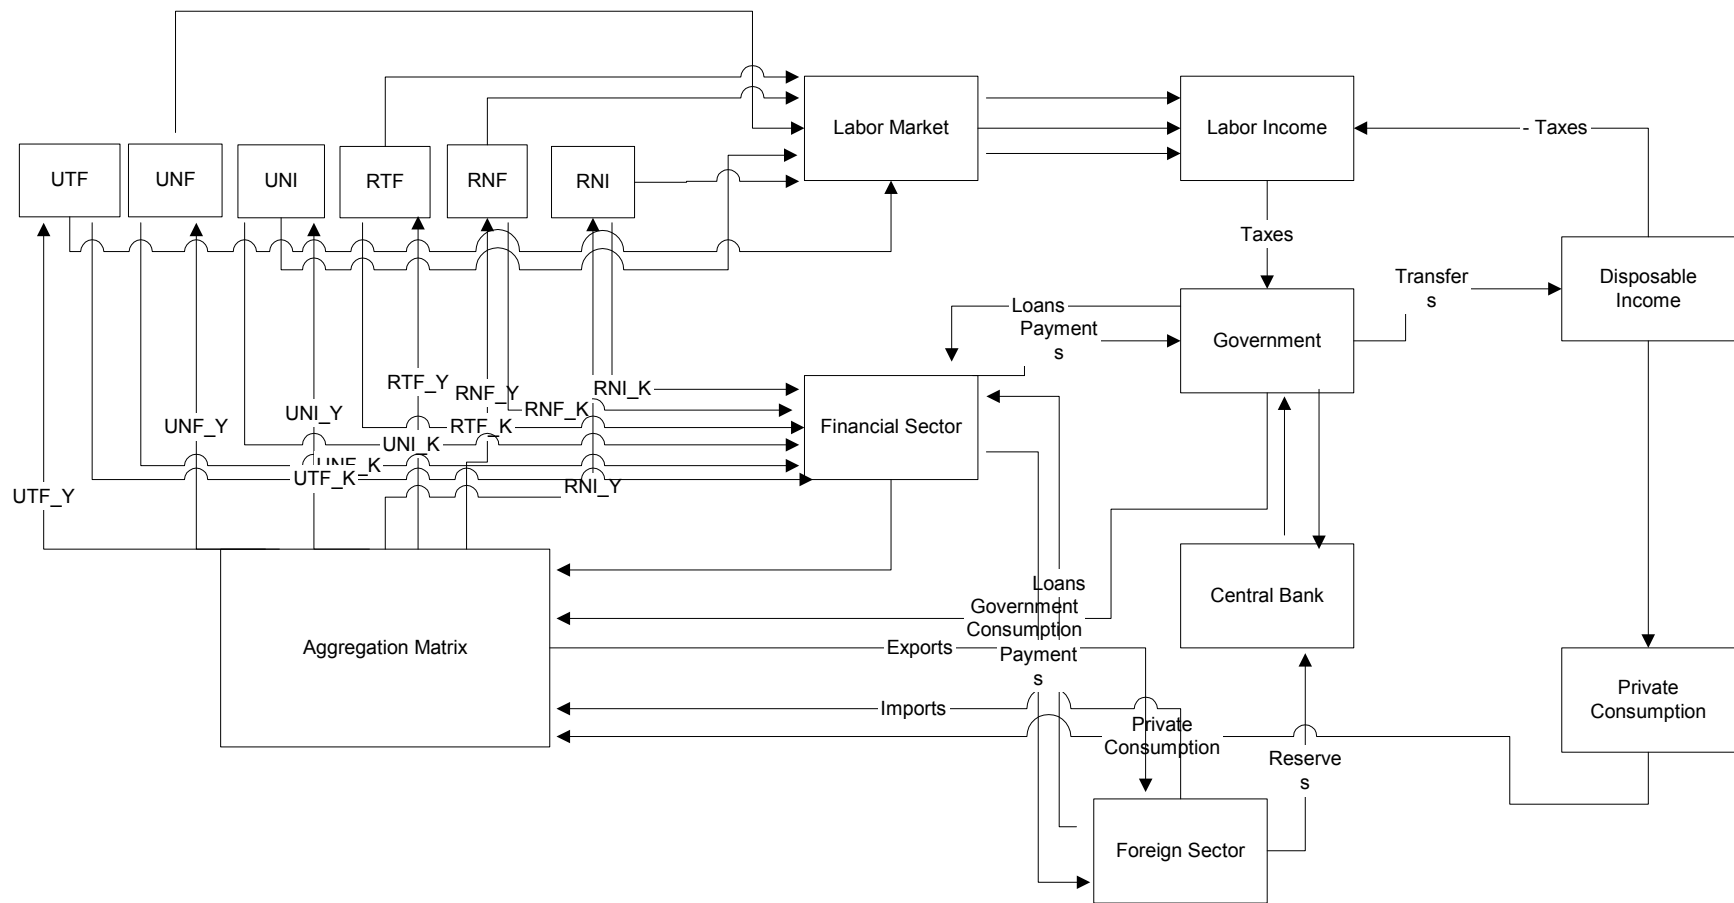 Labor Market
Labor Income
- Taxes
UTF
UNF
UNI
RTF
RNF
RNI
Taxes
Disposable
Income
Transfer
s
Loans
Payment
s
Government
RTF_Y
RNF_Y
RNI_K
RNF_K
UNI_Y
UNF_Y
RTF_K
Financial Sector
UNI_K
UNF_K
UTF_K
UTF_Y
RNI_Y
Loans
Government
Consumption
Central Bank
Aggregation Matrix
Exports
Payment
s
Private
Consumption
Imports
Private
Consumption
Reserve
s
Foreign Sector